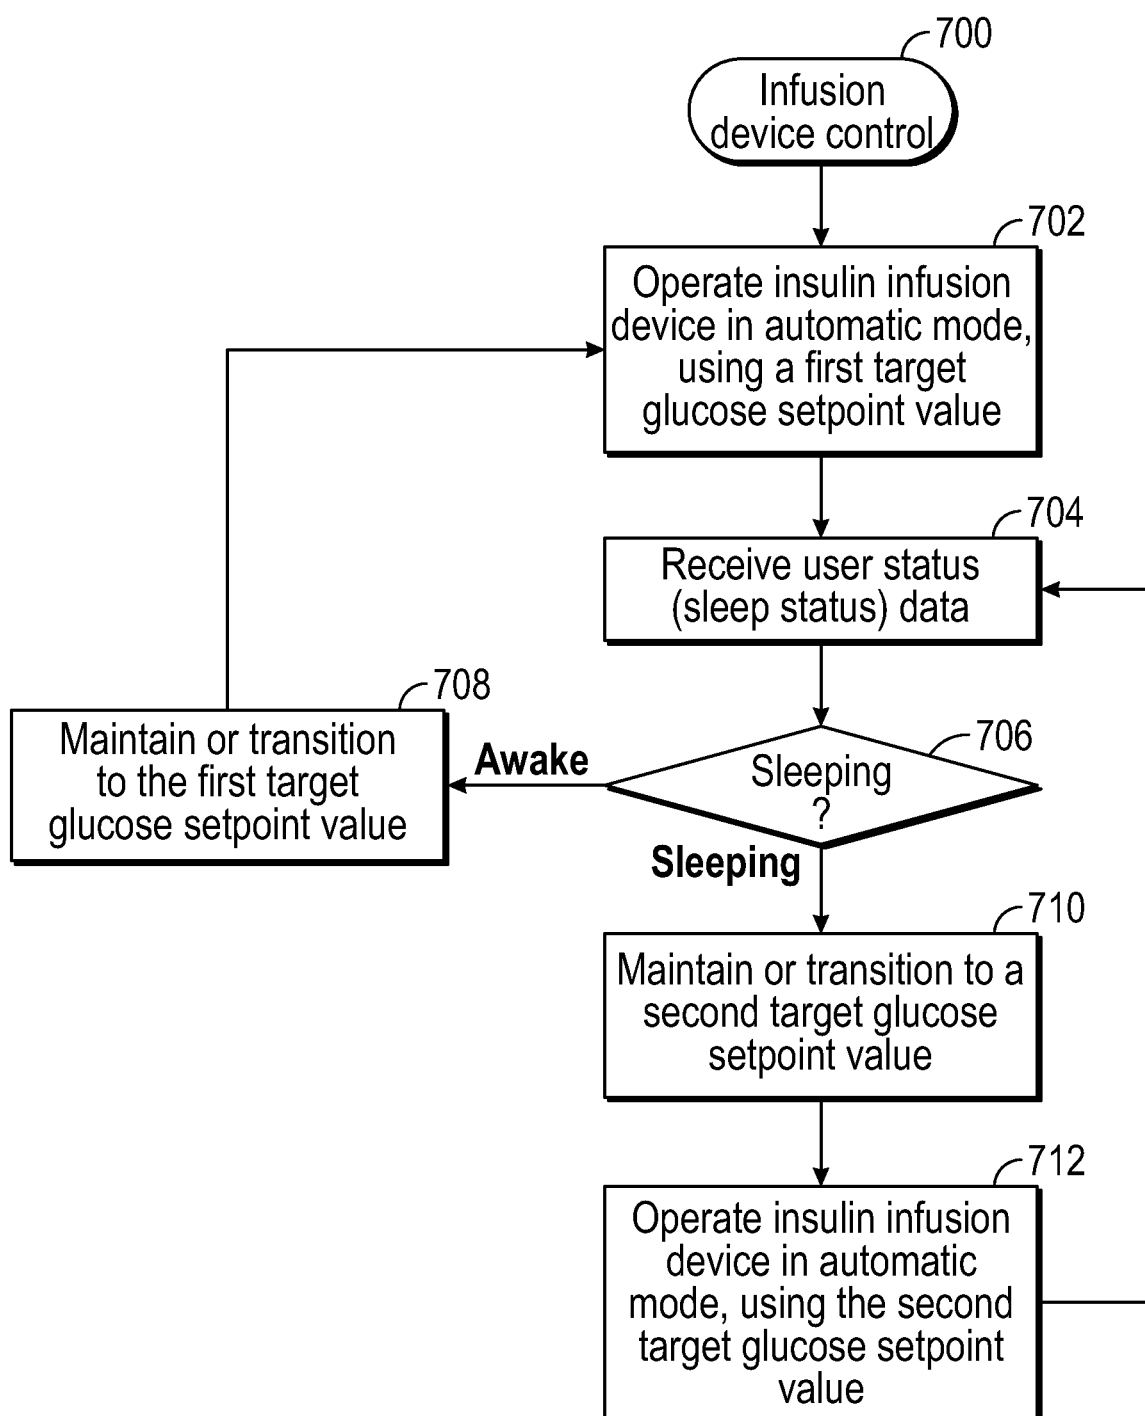 700
Infusion
device control
702
Operate insulin infusion
device in automatic mode,
using a first target
glucose setpoint value
704
Receive user status
(sleep status) data
706
Sleeping
?
Awake
708
Maintain or transition
to the first target
glucose setpoint value
Sleeping
710
Maintain or transition to a
second target glucose
setpoint value
712
Operate insulin infusion
device in automatic
mode, using the second
target glucose setpoint
value